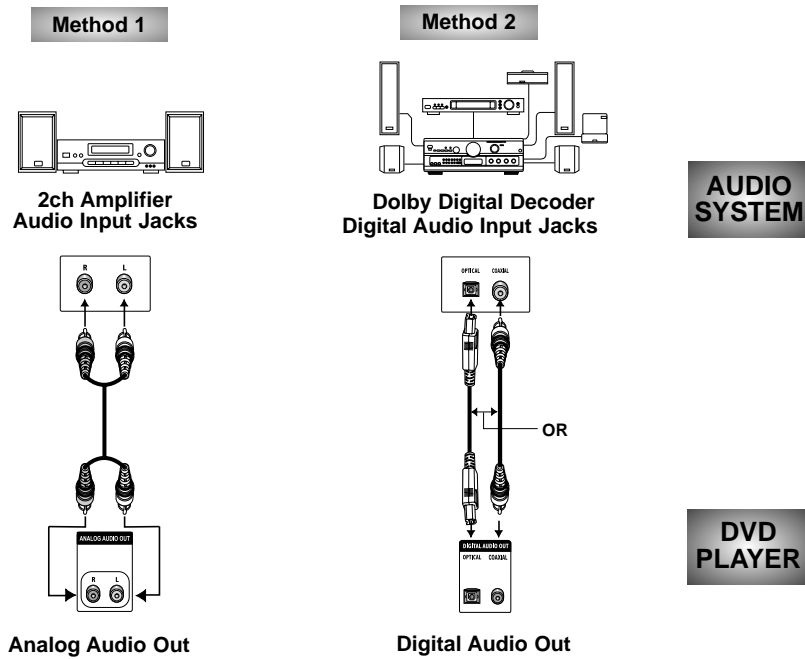 Method 1
Method 2
2ch Amplifier
Audio Input Jacks
Dolby Digital Decoder
Digital Audio Input Jacks
AUDIO
SYSTEM
R L
OPTICAL COAXIAL
OR
ANALOG AUDIO OUT
R L
DIGITAL AUDIO OUT
OPTICAL COAXIAL
DVD
PLAYER
Analog Audio Out
Digital Audio Out